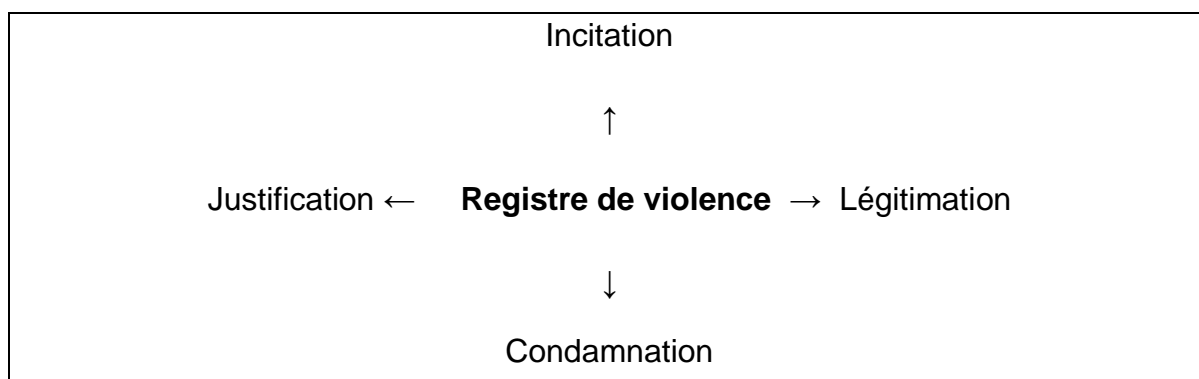 Incitation
↑
Justification ← Registre de violence → Légitimation
↓
Condamnation